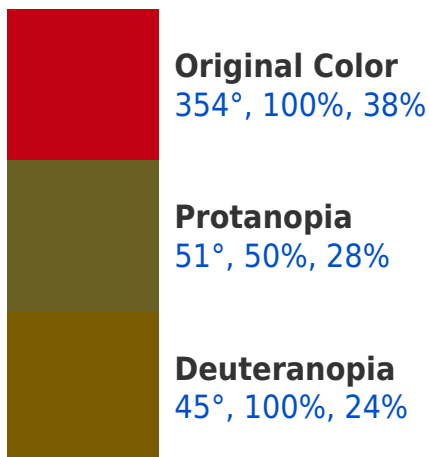 Original Color
354°, 100%, 38%
Protanopia
51°, 50%, 28%
Deuteranopia
45°, 100%, 24%